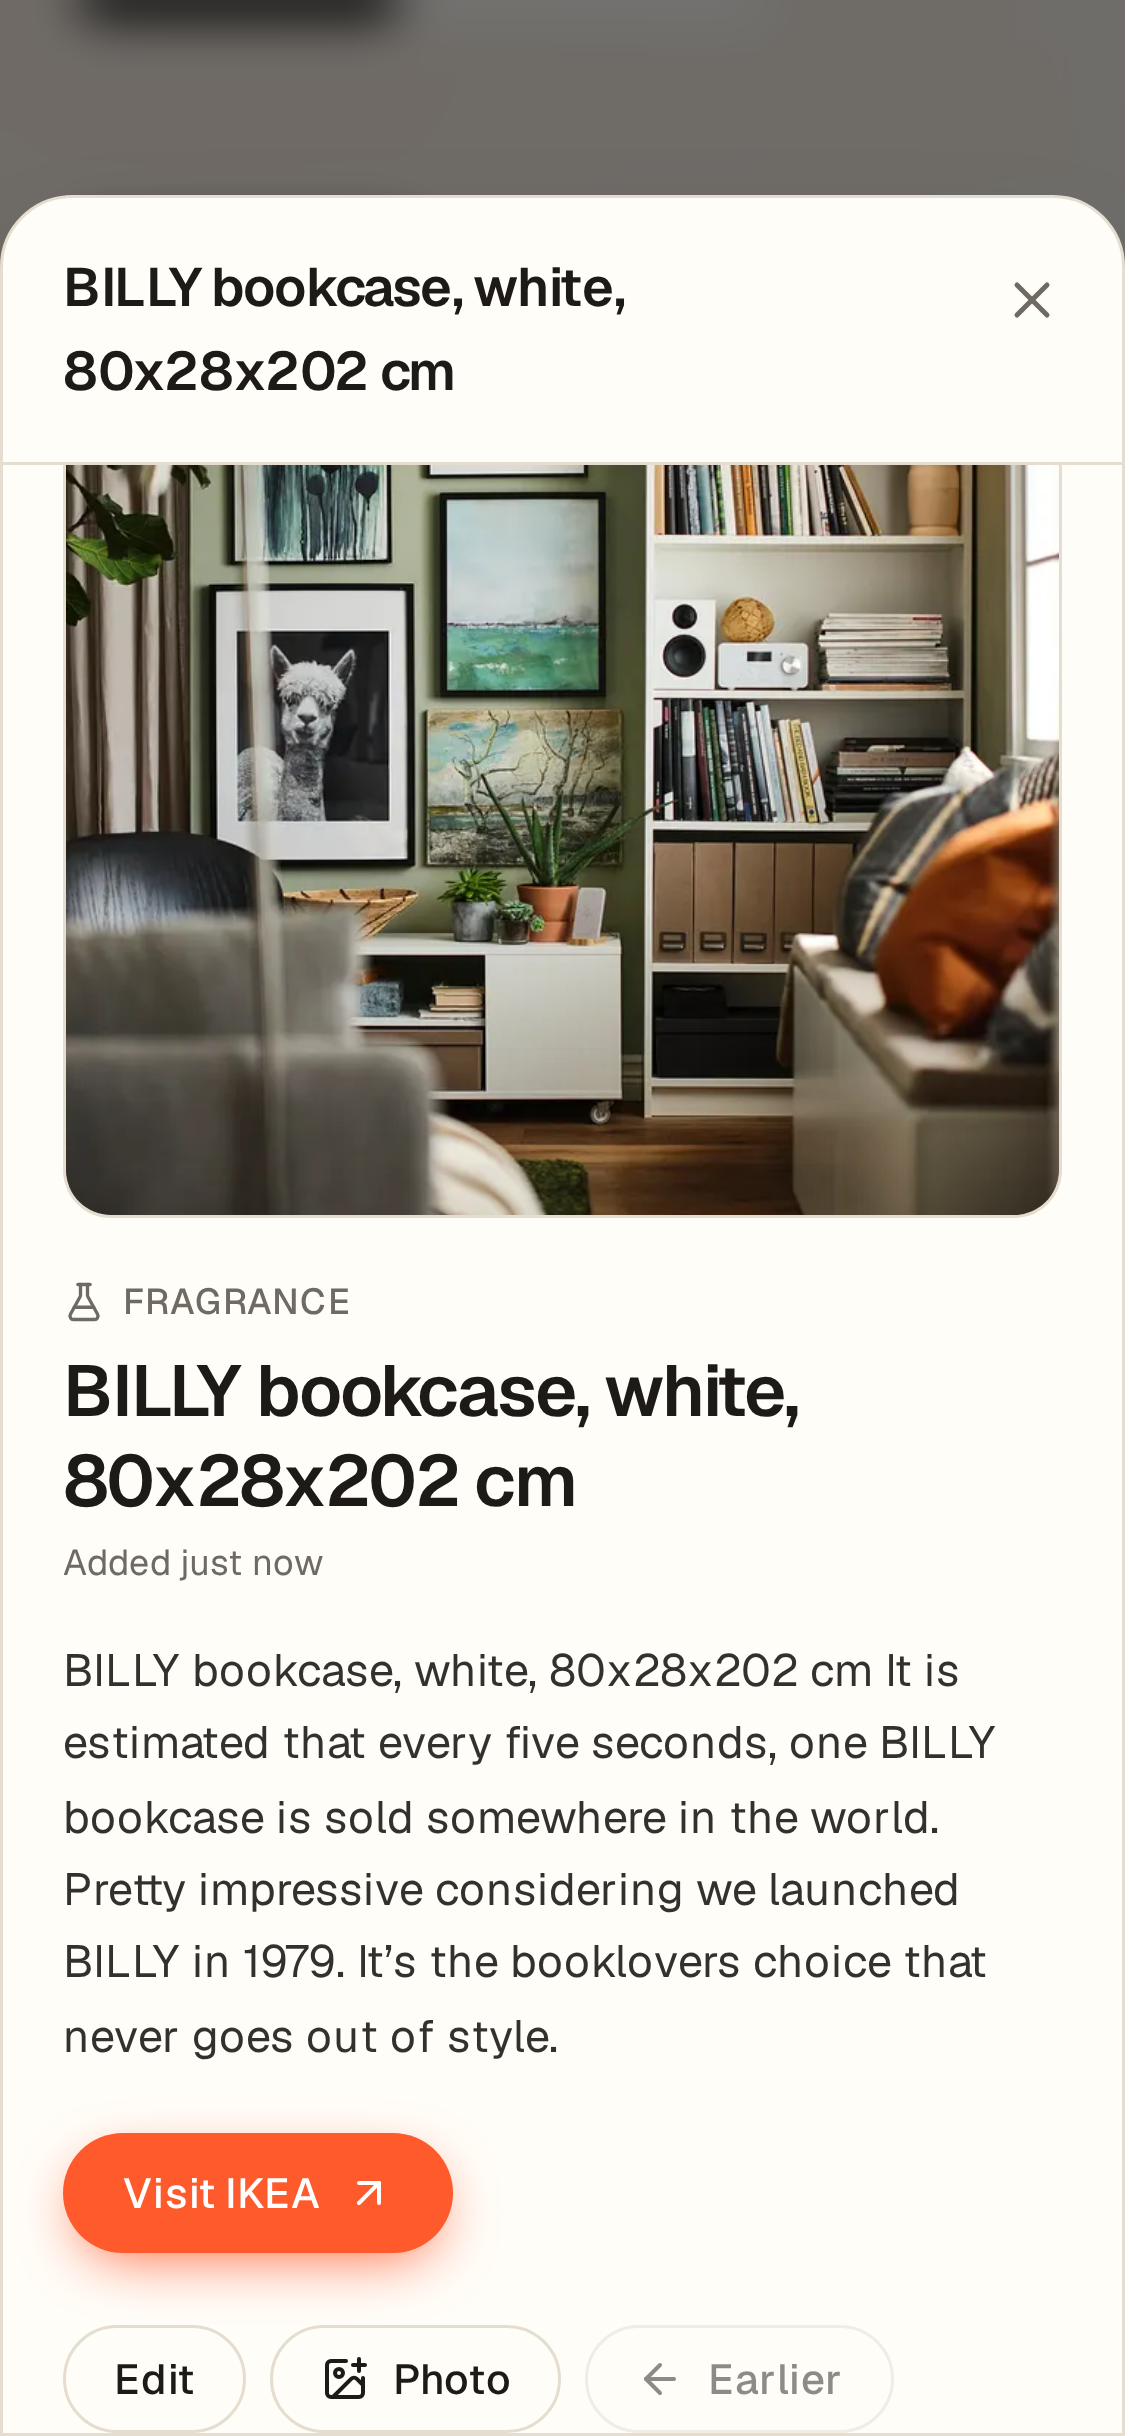 BILLY bookcase, white,
80x28x202 cm
FRAGRANCE
BILLY bookcase, white,
80x28x202 cm
Added just now
BILLY bookcase, white, 80x28x202 cm It is
estimated that every five seconds, one BILLY
bookcase is sold somewhere in the world.
Pretty impressive considering we launched
BILLY in 1979. It’s the booklovers choice that
never goes out of style.
Visit IKEA
Edit
Photo
Earlier